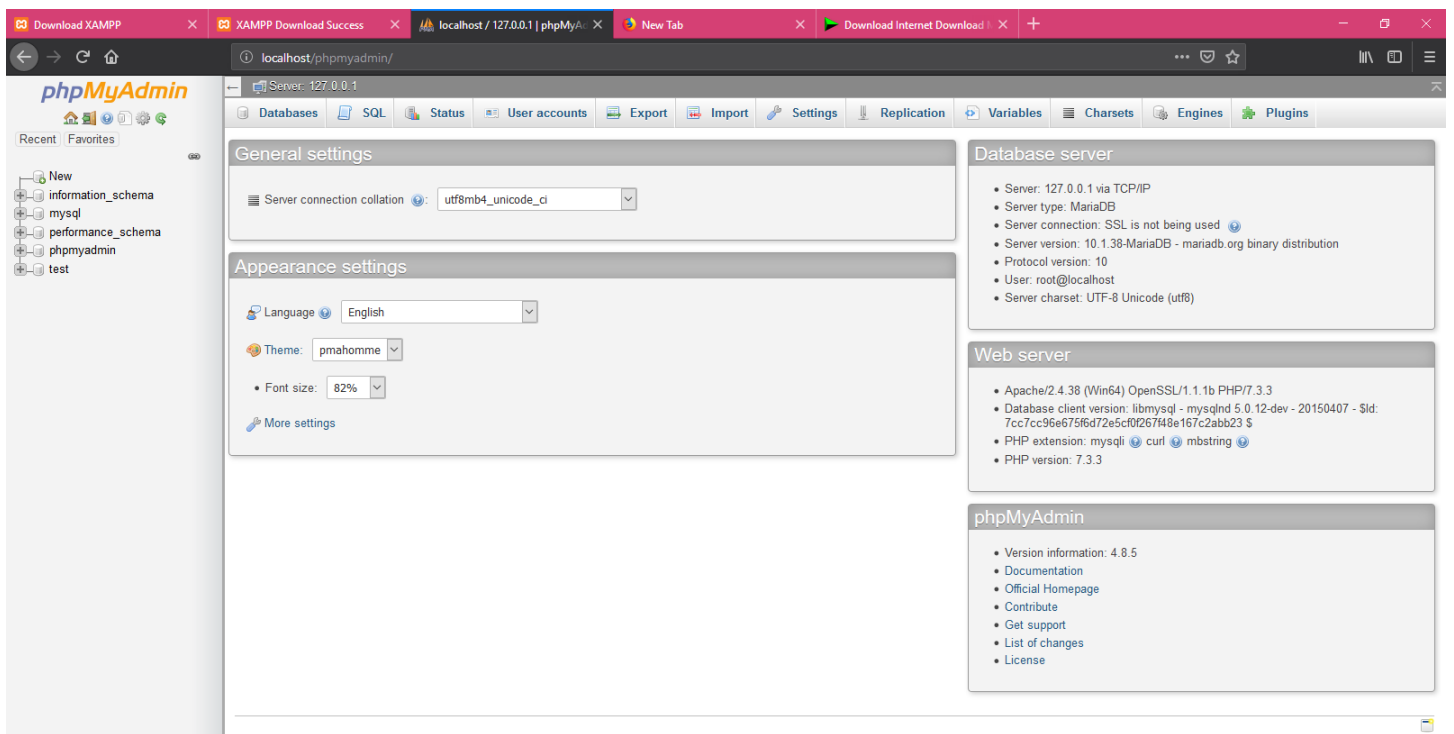 Download XAMPP
XAMPP Download Success
localhost / 127.0.0.1 | phpMyAd
New Tab
Download Internet Download
localhost/phpmyadmin/
phpMyAdmin
Recent Favorites
New
information_schema
mysql
performance_schema
phpmyadmin
test
Server: 127.0.0.1
Databases SQL Status User accounts Export Import Settings Replication Variables Charsets Engines Plugins
General settings
Server connection collation : utf8mb4_unicode_ci
Appearance settings
Language English
Theme: pmahomme
Font size: 82%
More settings
Database server
• Server: 127.0.0.1 via TCP/IP
• Server type: MariaDB
• Server connection: SSL is not being used
• Server version: 10.1.38-MariaDB - mariadb.org binary distribution
• Protocol version: 10
• User: root@localhost
• Server charset: UTF-8 Unicode (utf8)
Web server
• Apache/2.4.38 (Win64) OpenSSL/1.1.1b PHP/7.3.3
• Database client version: libmysql - mysqlnd 5.0.12-dev - 20150407 - $Id:
7cc7cc96e675f6d72e5cf0f267f48e167c2abb23 $
• PHP extension: mysqli curl mbstring
• PHP version: 7.3.3
phpMyAdmin
• Version information: 4.8.5
• Documentation
• Official Homepage
• Contribute
• Get support
• List of changes
• License